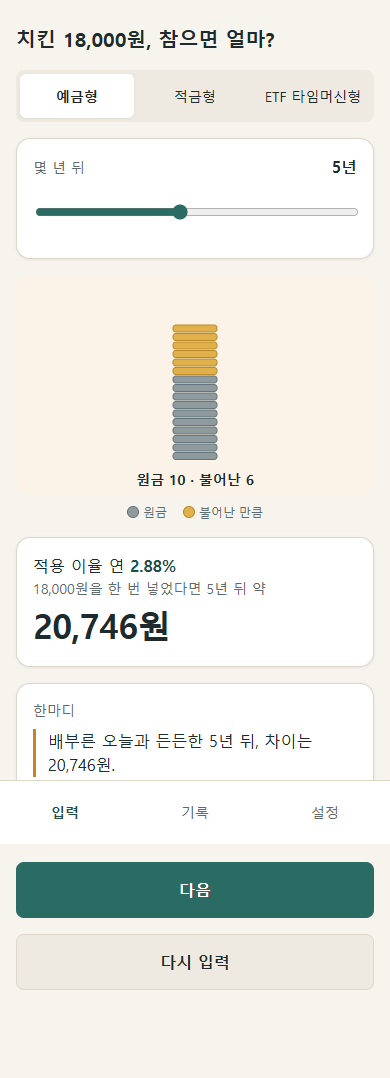 치킨 18,000원, 참으면 얼마?
예금형
적금형
ETF 타임머신형
몇 년 뒤
5년
원금 10 · 불어난 6
원금
불어난 만큼
적용 이율 연 2.88%
18,000원을 한 번 넣었다면 5년 뒤 약
20,746원
한마디
배부른 오늘과 든든한 5년 뒤, 차이는
20,746원.
입력
기록
설정
다음
다시 입력